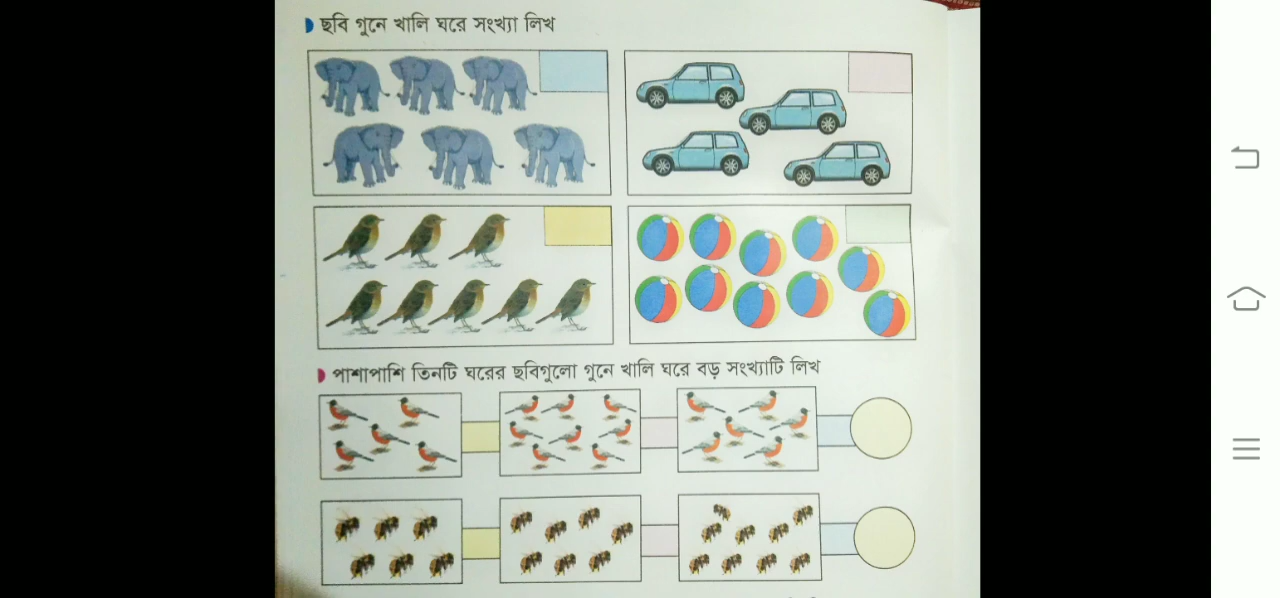 ছবি গুনে খালি ঘরে সংখ্যা লিখ
পাশাপাশি তিনটি ঘরের ছবিগুলো গুনে খালি ঘরে বড় সংখ্যাটি লিখ